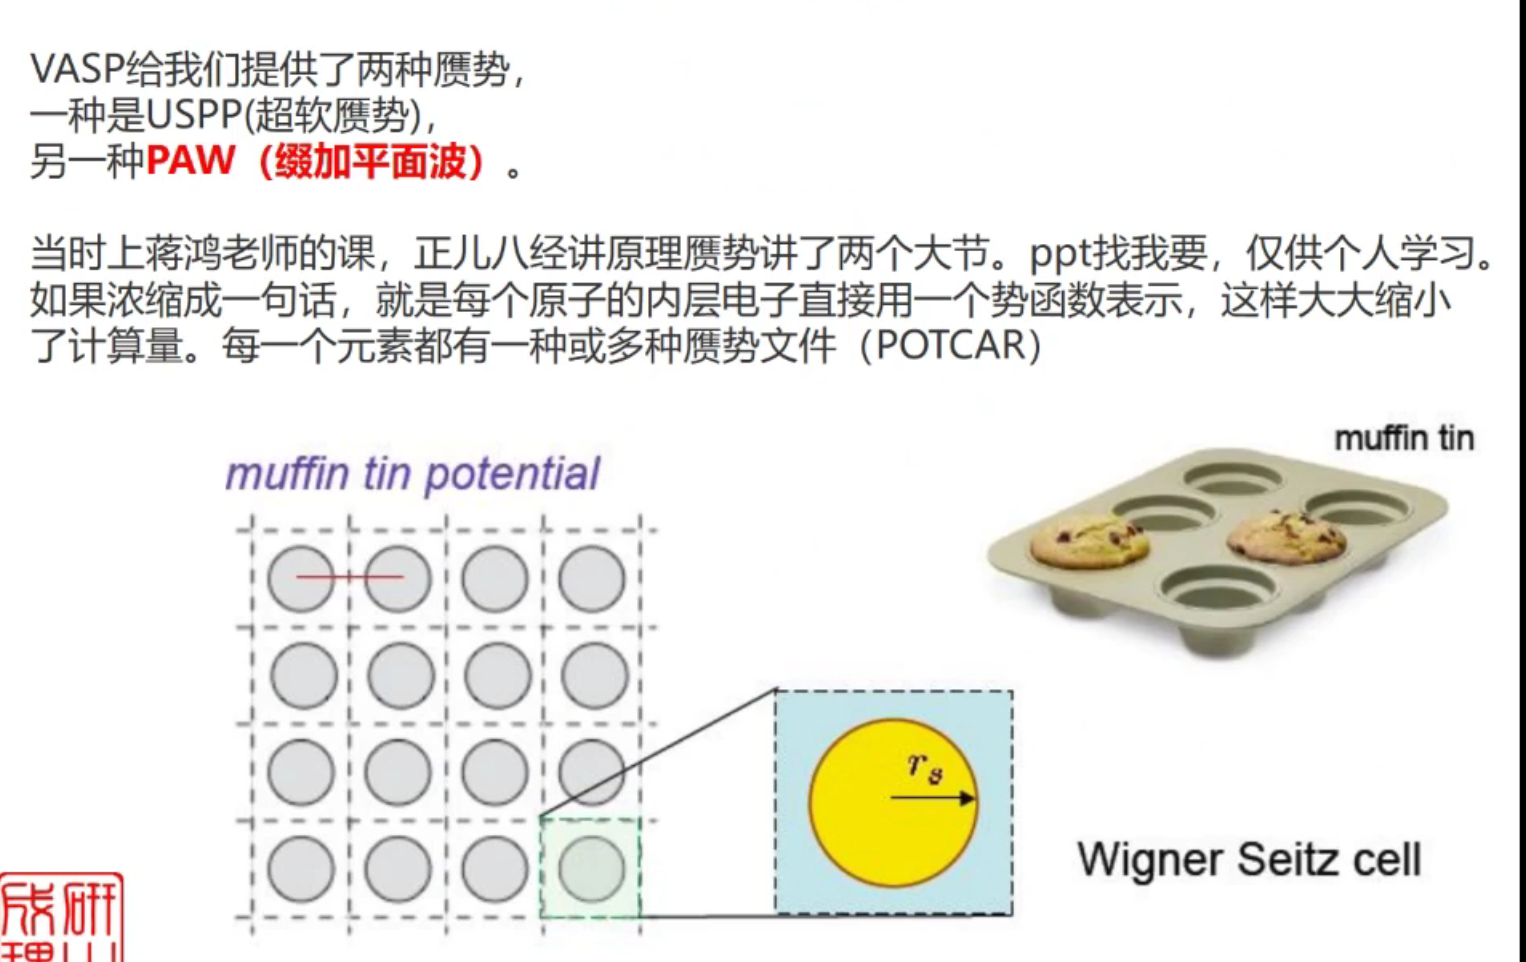 VASP给我们提供了两种赝势，
一种是USPP(超软赝势)，
另一种PAW（缀加平面波）。
当时上蒋鸿老师的课，正儿八经讲原理赝势讲了两个大节。ppt找我要，仅供个人学习。
如果浓缩成一句话，就是每个原子的内层电子直接用一个势函数表示，这样大大缩小
了计算量。每一个元素都有一种或多种赝势文件（POTCAR）
muffin tin
muffin tin potential
r s
Wigner Seitz cell